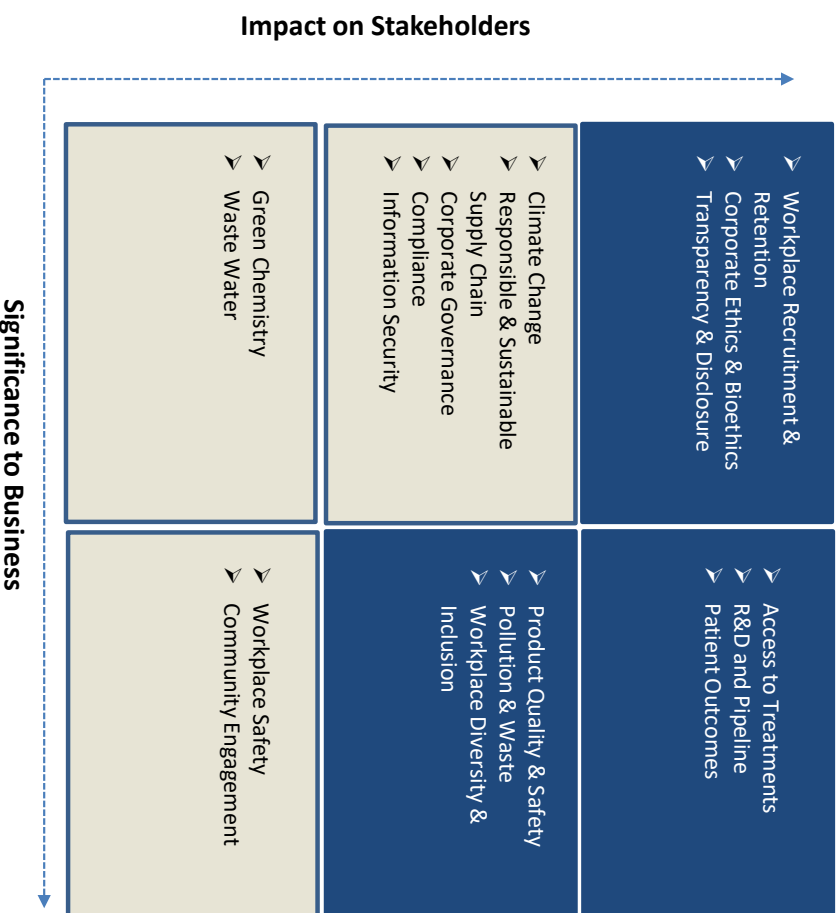 Impact on Stakeholders
Workplace Recruitment &
Retention
Corporate Ethics & Bioethics
Transparency & Disclosure
Access to Treatments
R&D and Pipeline
Patient Outcomes
Climate Change
Responsible & Sustainable
Supply Chain
Corporate Governance
Compliance
Information Security
Product Quality & Safety
Pollution & Waste
Workplace Diversity &
Inclusion
Green Chemistry
Waste Water
Workplace Safety
Community Engagement
Significance to Business